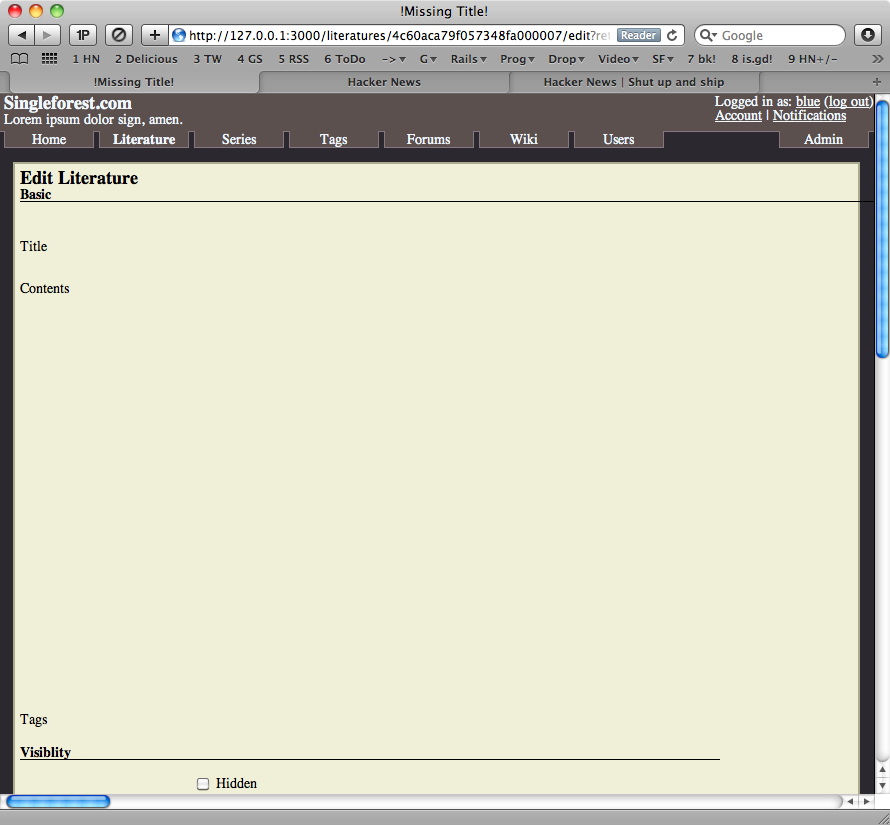 !Missing Title!
1P
http://127.0.0.1:3000/literatures/4c60aca79f057348fa000007/edit?ret
Reader
Google
1 HN 2 Delicious 3 TW 4 GS 5 RSS 6 ToDo -> G Rails Prog Drop Video SF 7 bk! 8 is.gd! 9 HN+/- >>
!Missing Title! Hacker News Hacker News | Shut up and ship +
Singleforest.com
Lorem ipsum dolor sign, amen.
Logged in as: blue (log out)
Account | Notifications
Home Literature Series Tags Forums Wiki Users Admin
Edit Literature
Basic
Title
Contents
Tags
Visiblity
Hidden